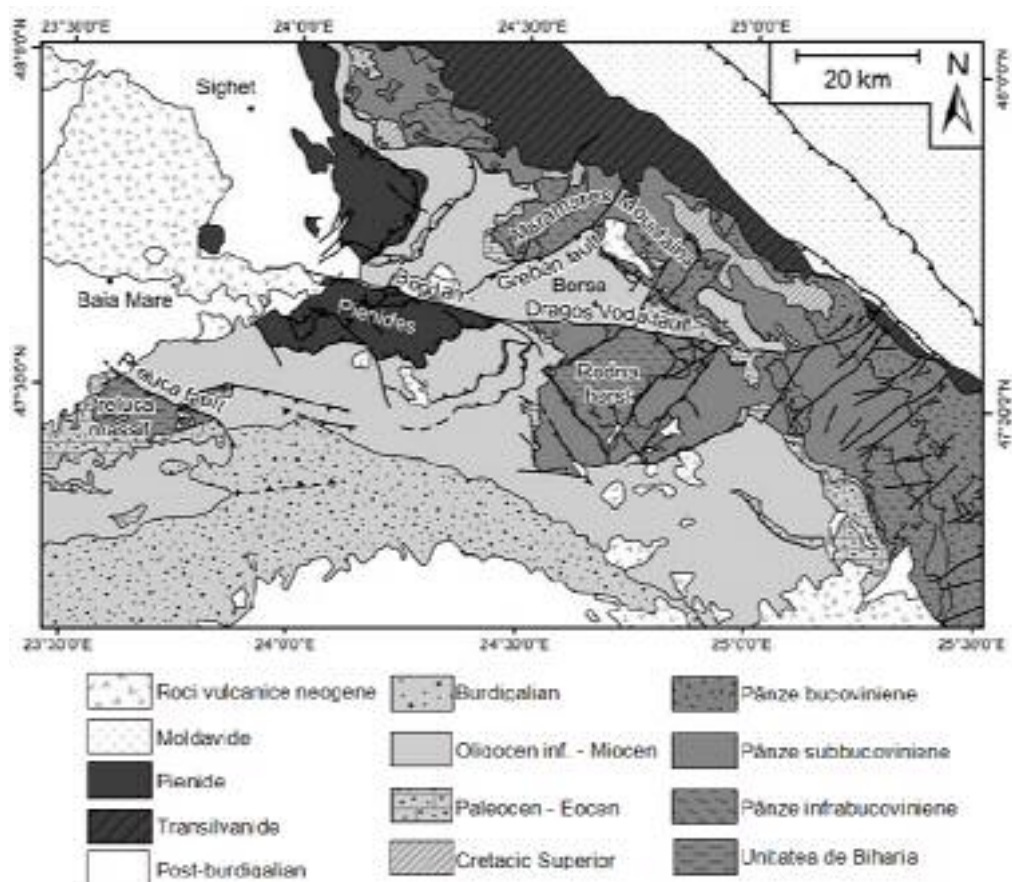 23°30'0"E 24°0'0"E 24°30'0"E 25°0'0"E
48°0'0"N
Sighet
20 km
N
Maramures Mountains
Greban fault
Bogdan
Borsa
Dragos Voda fault
Baia Mare
Pienides
Rodna
horst
Preluca fault
Preluca
massif
47°30'0"N
47°30'0"N
23°30'0"E 24°0'0"E 24°30'0"E 25°0'0"E 25°30'0"E
Roci vulcanice neogene
Moldavide
Pienide
Transilvanide
Post-burdigalian
Burdigalian
Oligocen inf. - Miocen
Paleocen - Eocen
Cretacic Superior
Pânze bucoviniene
Pânze subbucoviniene
Pânze infrabucoviniene
Unitatea de Biharia